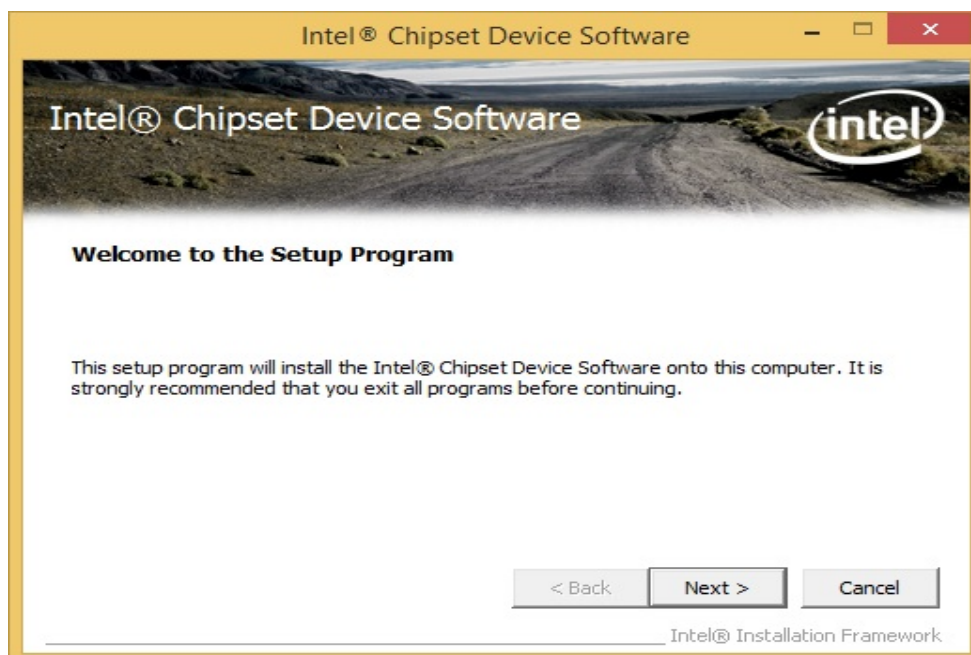 Intel® Chipset Device Software
Intel® Chipset Device Software
intel
Welcome to the Setup Program
This setup program will install the Intel® Chipset Device Software onto this computer. It is
strongly recommended that you exit all programs before continuing.
< Back
Next >
Cancel
Intel® Installation Framework